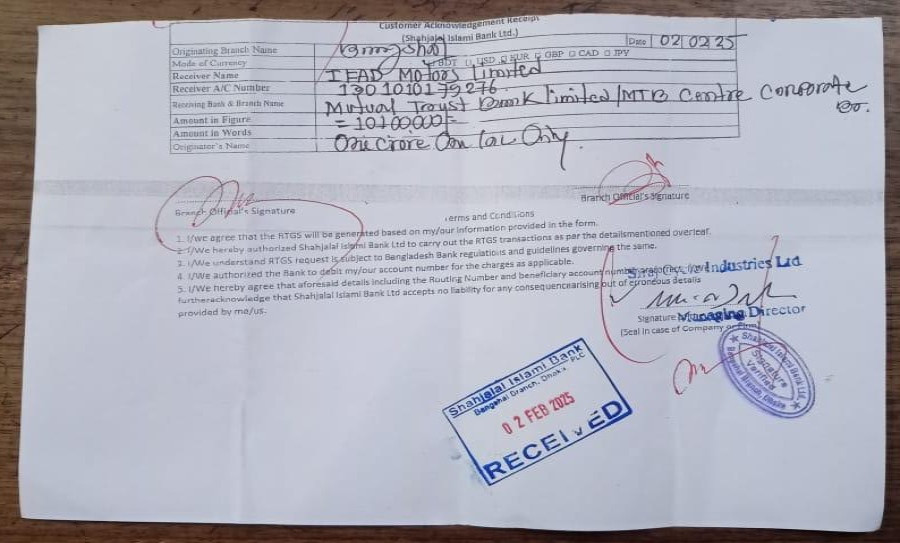 Customer Acknowledgement Receipt
(Shahjalal Islami Bank Ltd.)
Date 02/02/25
Originating Branch Name Bangshal
Mode of Currency BDT USD EUR GBP CAD JPY
Receiver Name IFAD Motors limited
Receiver A/C Number
Receiving Bank & Branch Name Mutual Trust Bank limited/MTB Centre Corporate Br.
Amount in Figure = 10100,000/=
Amount in Words One Crore One lac Only.
Originator's Name
Branch Official's Signature
Branch Official's Signature
Terms and Conditions
1. I/we agree that the RTGS will be generated based on my/our information provided in the form.
2. I/We hereby authorized Shahjalal Islami Bank Ltd to carry out the RTGS transactions as per the detailsmentioned overleaf.
3. I/We understand RTGS request is subject to Bangladesh Bank regulations and guidelines governing the same.
4. I/We authorized the Bank to debit my/our account number for the charges as applicable.
5. I/We hereby agree that aforesaid details including the Routing Number and beneficiary account number
furtheracknowledge that Shahjalal Islami Bank Ltd accepts no liability for any consequencearising out of erroneous details
provided by me/us.
Industries Ltd
Signature
Managing Director
(Seal in case of Company or Firm)
Shahjalal Islami Bank Ltd.
Signature
Verified
Bangshal Branch, Dhaka
Shahjalal Islami Bank PLC
Bangshal Branch, Dhaka.
02 FEB 2025
RECEIVED